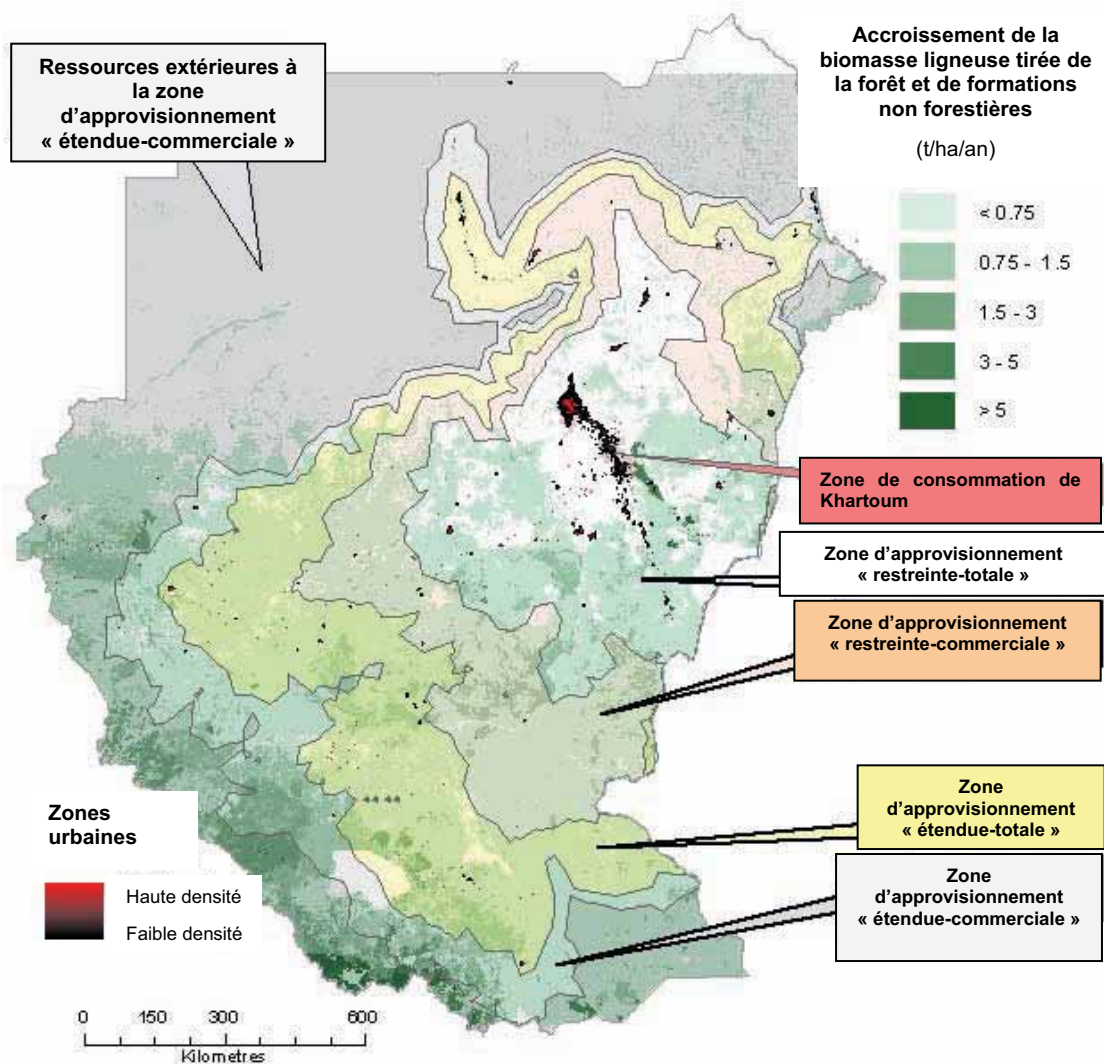 Ressources extérieures à
la zone
d'approvisionnement
« étendue-commerciale »
Accroissement de la
biomasse ligneuse tirée de
la forêt et de formations
non forestières
(t/ha/an)
< 0.75
0.75 - 1.5
1.5 - 3
3 - 5
> 5
Zone de consommation de
Khartoum
Zone d'approvisionnement
« restreinte-totale »
Zone d'approvisionnement
« restreinte-commerciale »
Zone
d'approvisionnement
« étendue-totale »
Zone
d'approvisionnement
« étendue-commerciale »
Zones
urbaines
Haute densité
Faible densité
0 150 300 600
Kilometres